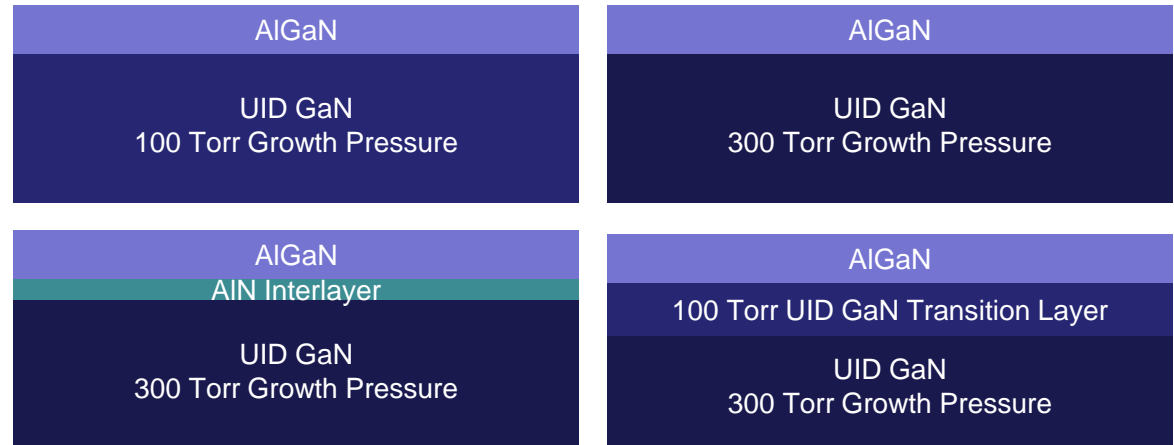 AlGaN
UID GaN
100 Torr Growth Pressure
AlGaN
UID GaN
300 Torr Growth Pressure
AlGaN
AlN Interlayer
UID GaN
300 Torr Growth Pressure
AlGaN
100 Torr UID GaN Transition Layer
UID GaN
300 Torr Growth Pressure